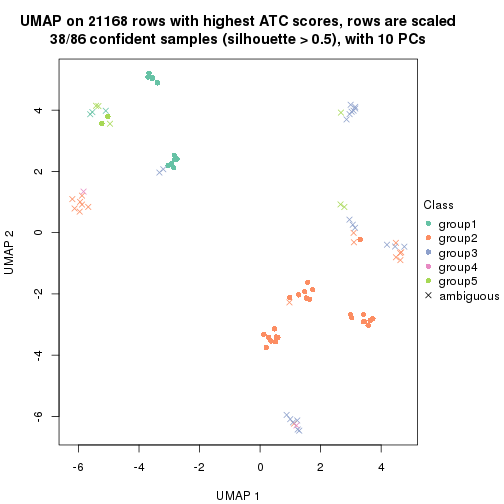 UMAP on 21168 rows with highest ATC scores, rows are scaled
38/86 confident samples (silhouette > 0.5), with 10 PCs
4
2
0
-2
-4
-6
UMAP 2
-6 -4 -2 0 2 4
UMAP 1
Class
group1
group2
group3
group4
group5
ambiguous